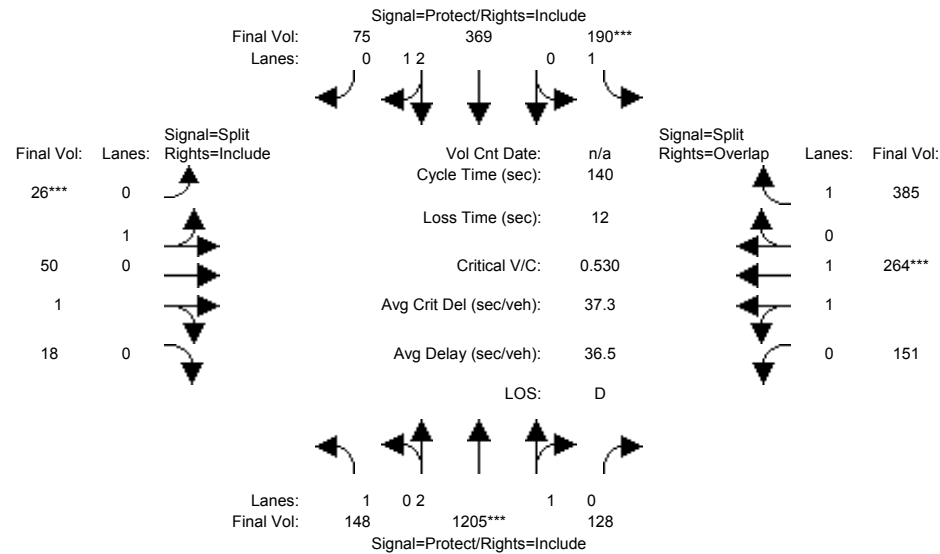 Signal=Protect/Rights=Include
Final Vol: 75 369 190***
Lanes: 0 1 2 0 1
Signal=Split Signal=Split
Final Vol: Lanes: Rights=Include Vol Cnt Date: n/a Rights=Overlap Lanes: Final Vol:
Cycle Time (sec): 140
26*** 0 1 385
Loss Time (sec): 12
1 0
50 0 Critical V/C: 0.530 1 264***
1 Avg Crit Del (sec/veh): 37.3 1
18 0 Avg Delay (sec/veh): 36.5 0 151
LOS: D
Lanes: 1 0 2 1 0
Final Vol: 148 1205*** 128
Signal=Protect/Rights=Include